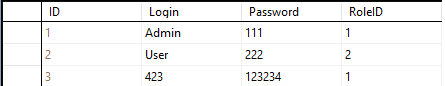 ID Login Password RoleID
1 Admin 111 1
2 User 222 2
3 423 123234 1